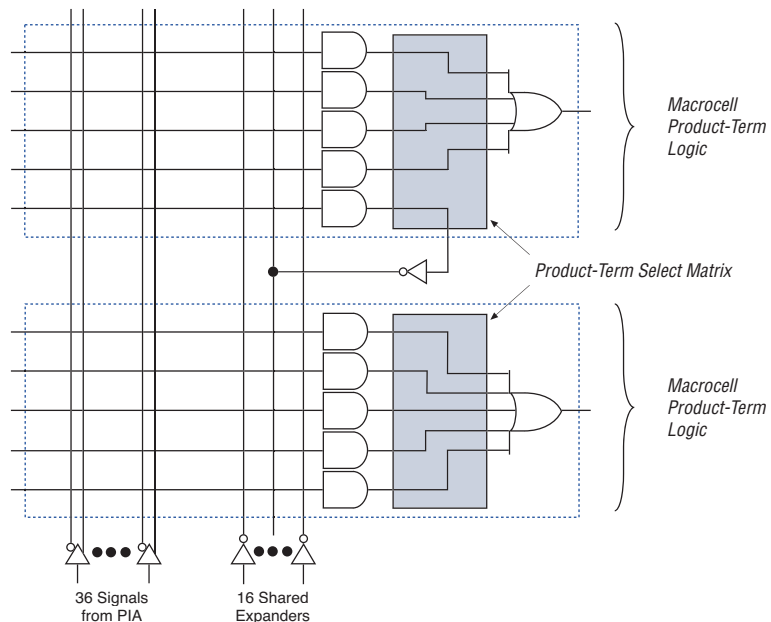 Macrocell
Product-Term
Logic
Product-Term Select Matrix
Macrocell
Product-Term
Logic
36 Signals
from PIA
16 Shared
Expanders